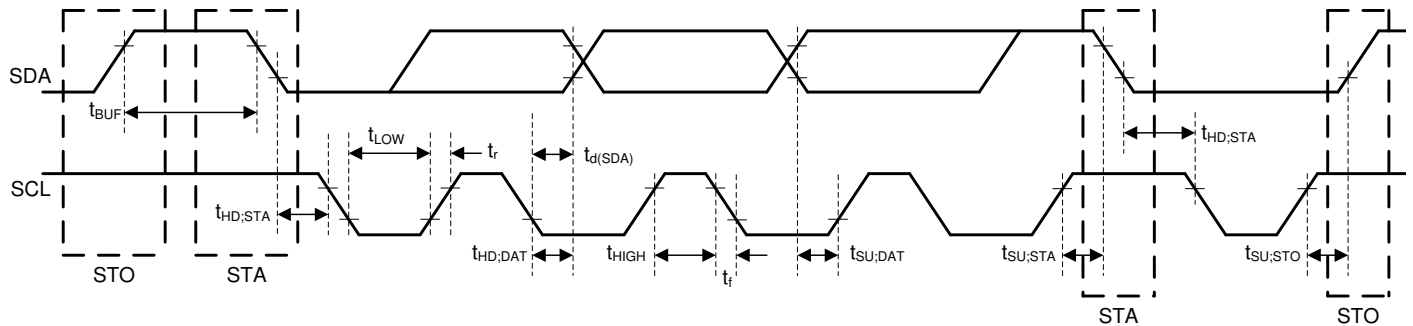 SDA
t_BUF
t_LOW
t_r
t_d(SDA)
t_HD;STA
SCL
t_HD;STA
t_HD;DAT
t_HIGH
t_f
t_SU;DAT
t_SU;STA
t_SU;STO
STO
STA
STA
STO